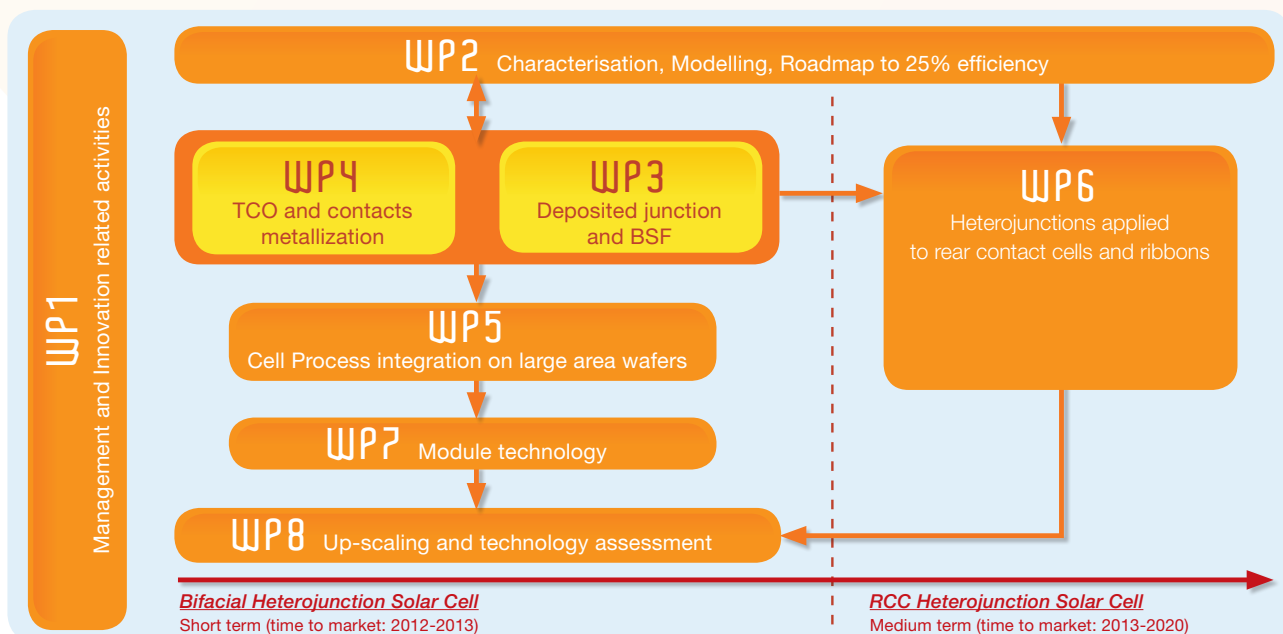 WP1 Management and Innovation related activities
WP2 Characterisation, Modelling, Roadmap to 25% efficiency
WP4
TCO and contacts
metallization
WP3
Deposited junction
and BSF
WP6
Heterojunctions applied
to rear contact cells and ribbons
WP5
Cell Process integration on large area wafers
WP7 Module technology
WP8 Up-scaling and technology assessment
Bifacial Heterojunction Solar Cell
Short term (time to market: 2012-2013)
RCC Heterojunction Solar Cell
Medium term (time to market: 2013-2020)